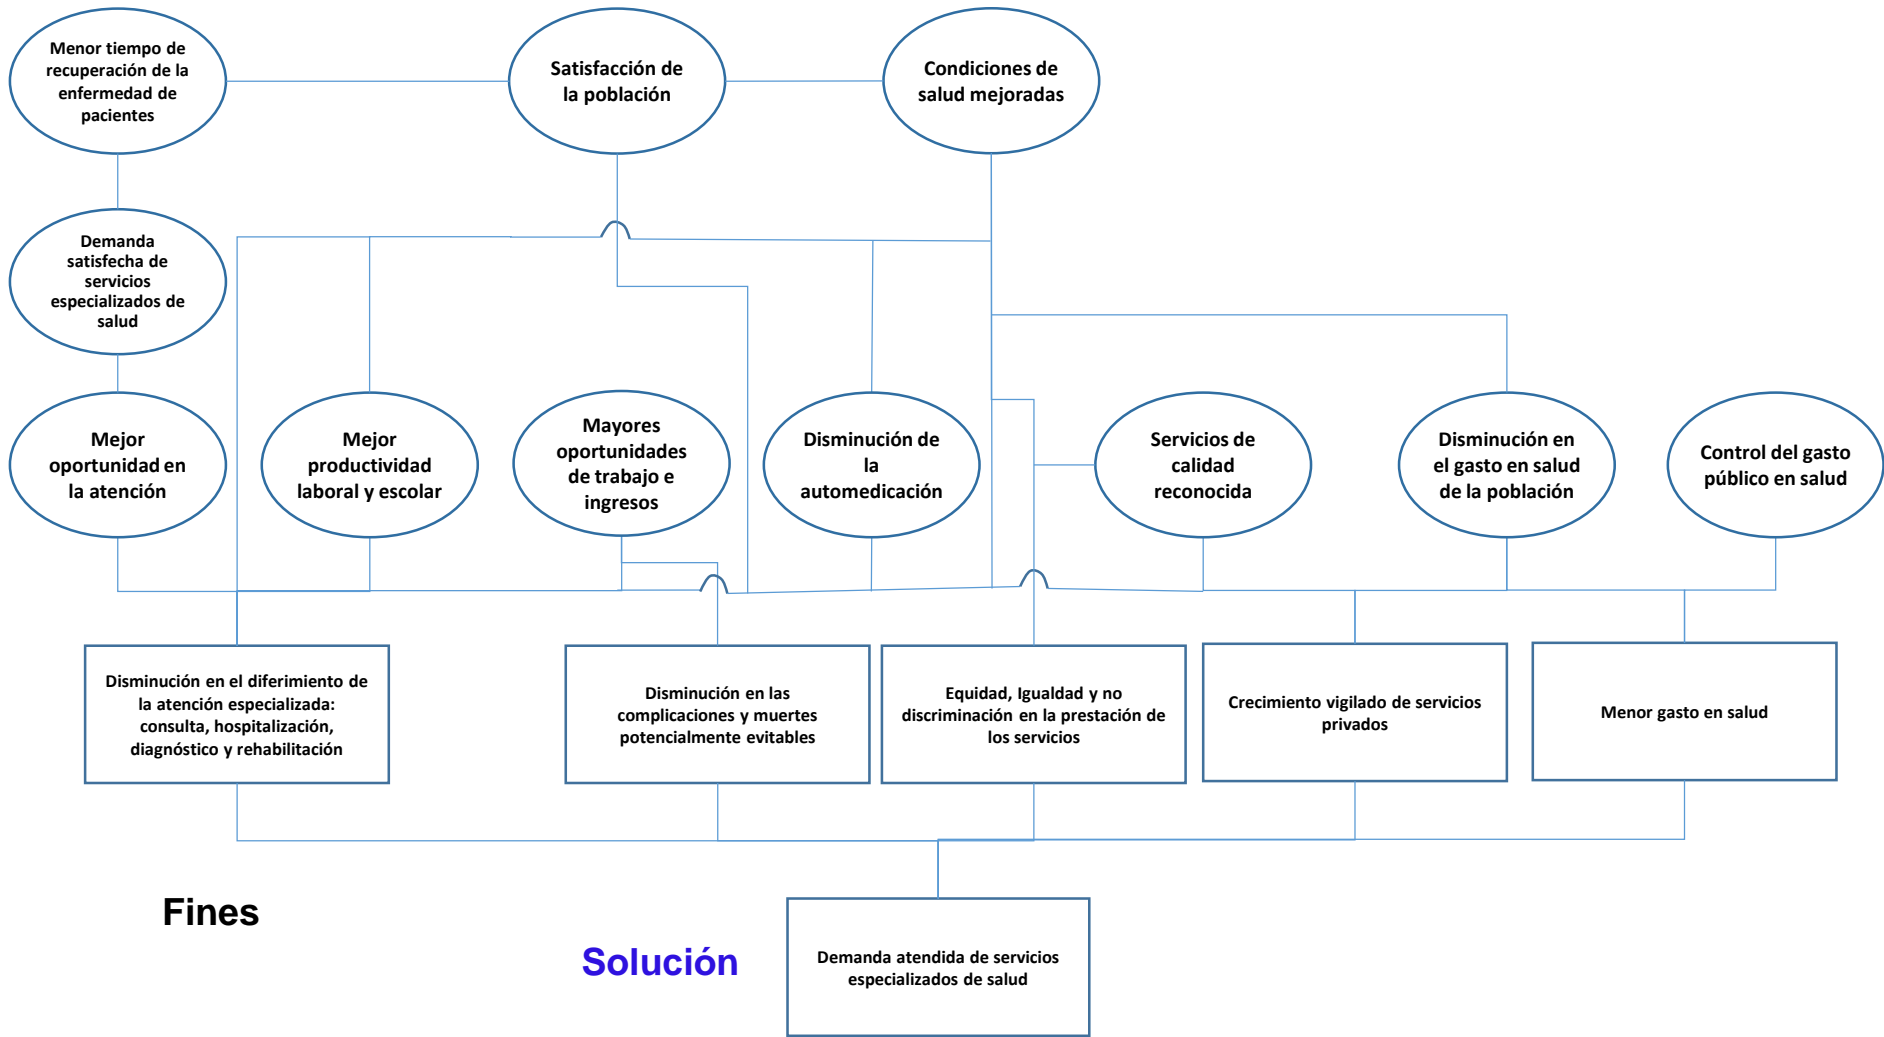 Menor tiempo de
recuperación de la
enfermedad de
pacientes
Satisfacción de
la población
Condiciones de
salud mejoradas
Demanda
satisfecha de
servicios
especializados de
salud
Mejor
oportunidad en
la atención
Mejor
productividad
laboral y escolar
Mayores
oportunidades
de trabajo e
ingresos
Disminución de
la
automedicación
Servicios de
calidad
reconocida
Disminución en
el gasto en salud
de la población
Control del gasto
público en salud
Disminución en el diferimiento de
la atención especializada:
consulta, hospitalización,
diagnóstico y rehabilitación
Disminución en las
complicaciones y muertes
potencialmente evitables
Equidad, Igualdad y no
discriminación en la prestación de
los servicios
Crecimiento vigilado de servicios
privados
Menor gasto en salud
Fines
Solución
Demanda atendida de servicios
especializados de salud